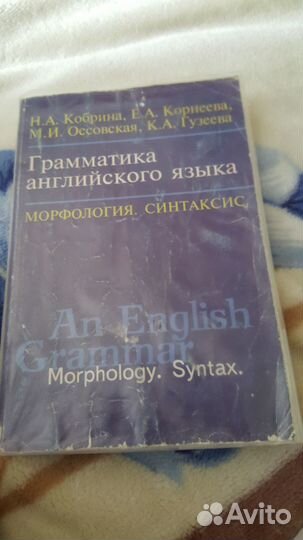 Н.А. Кобрина, Е.А. Корнеева,
М.И. Оссовская, К.А. Гузеева
Грамматика
английского языка
МОРФОЛОГИЯ. СИНТАКСИС
An English
Grammar
Morphology. Syntax.
Avito